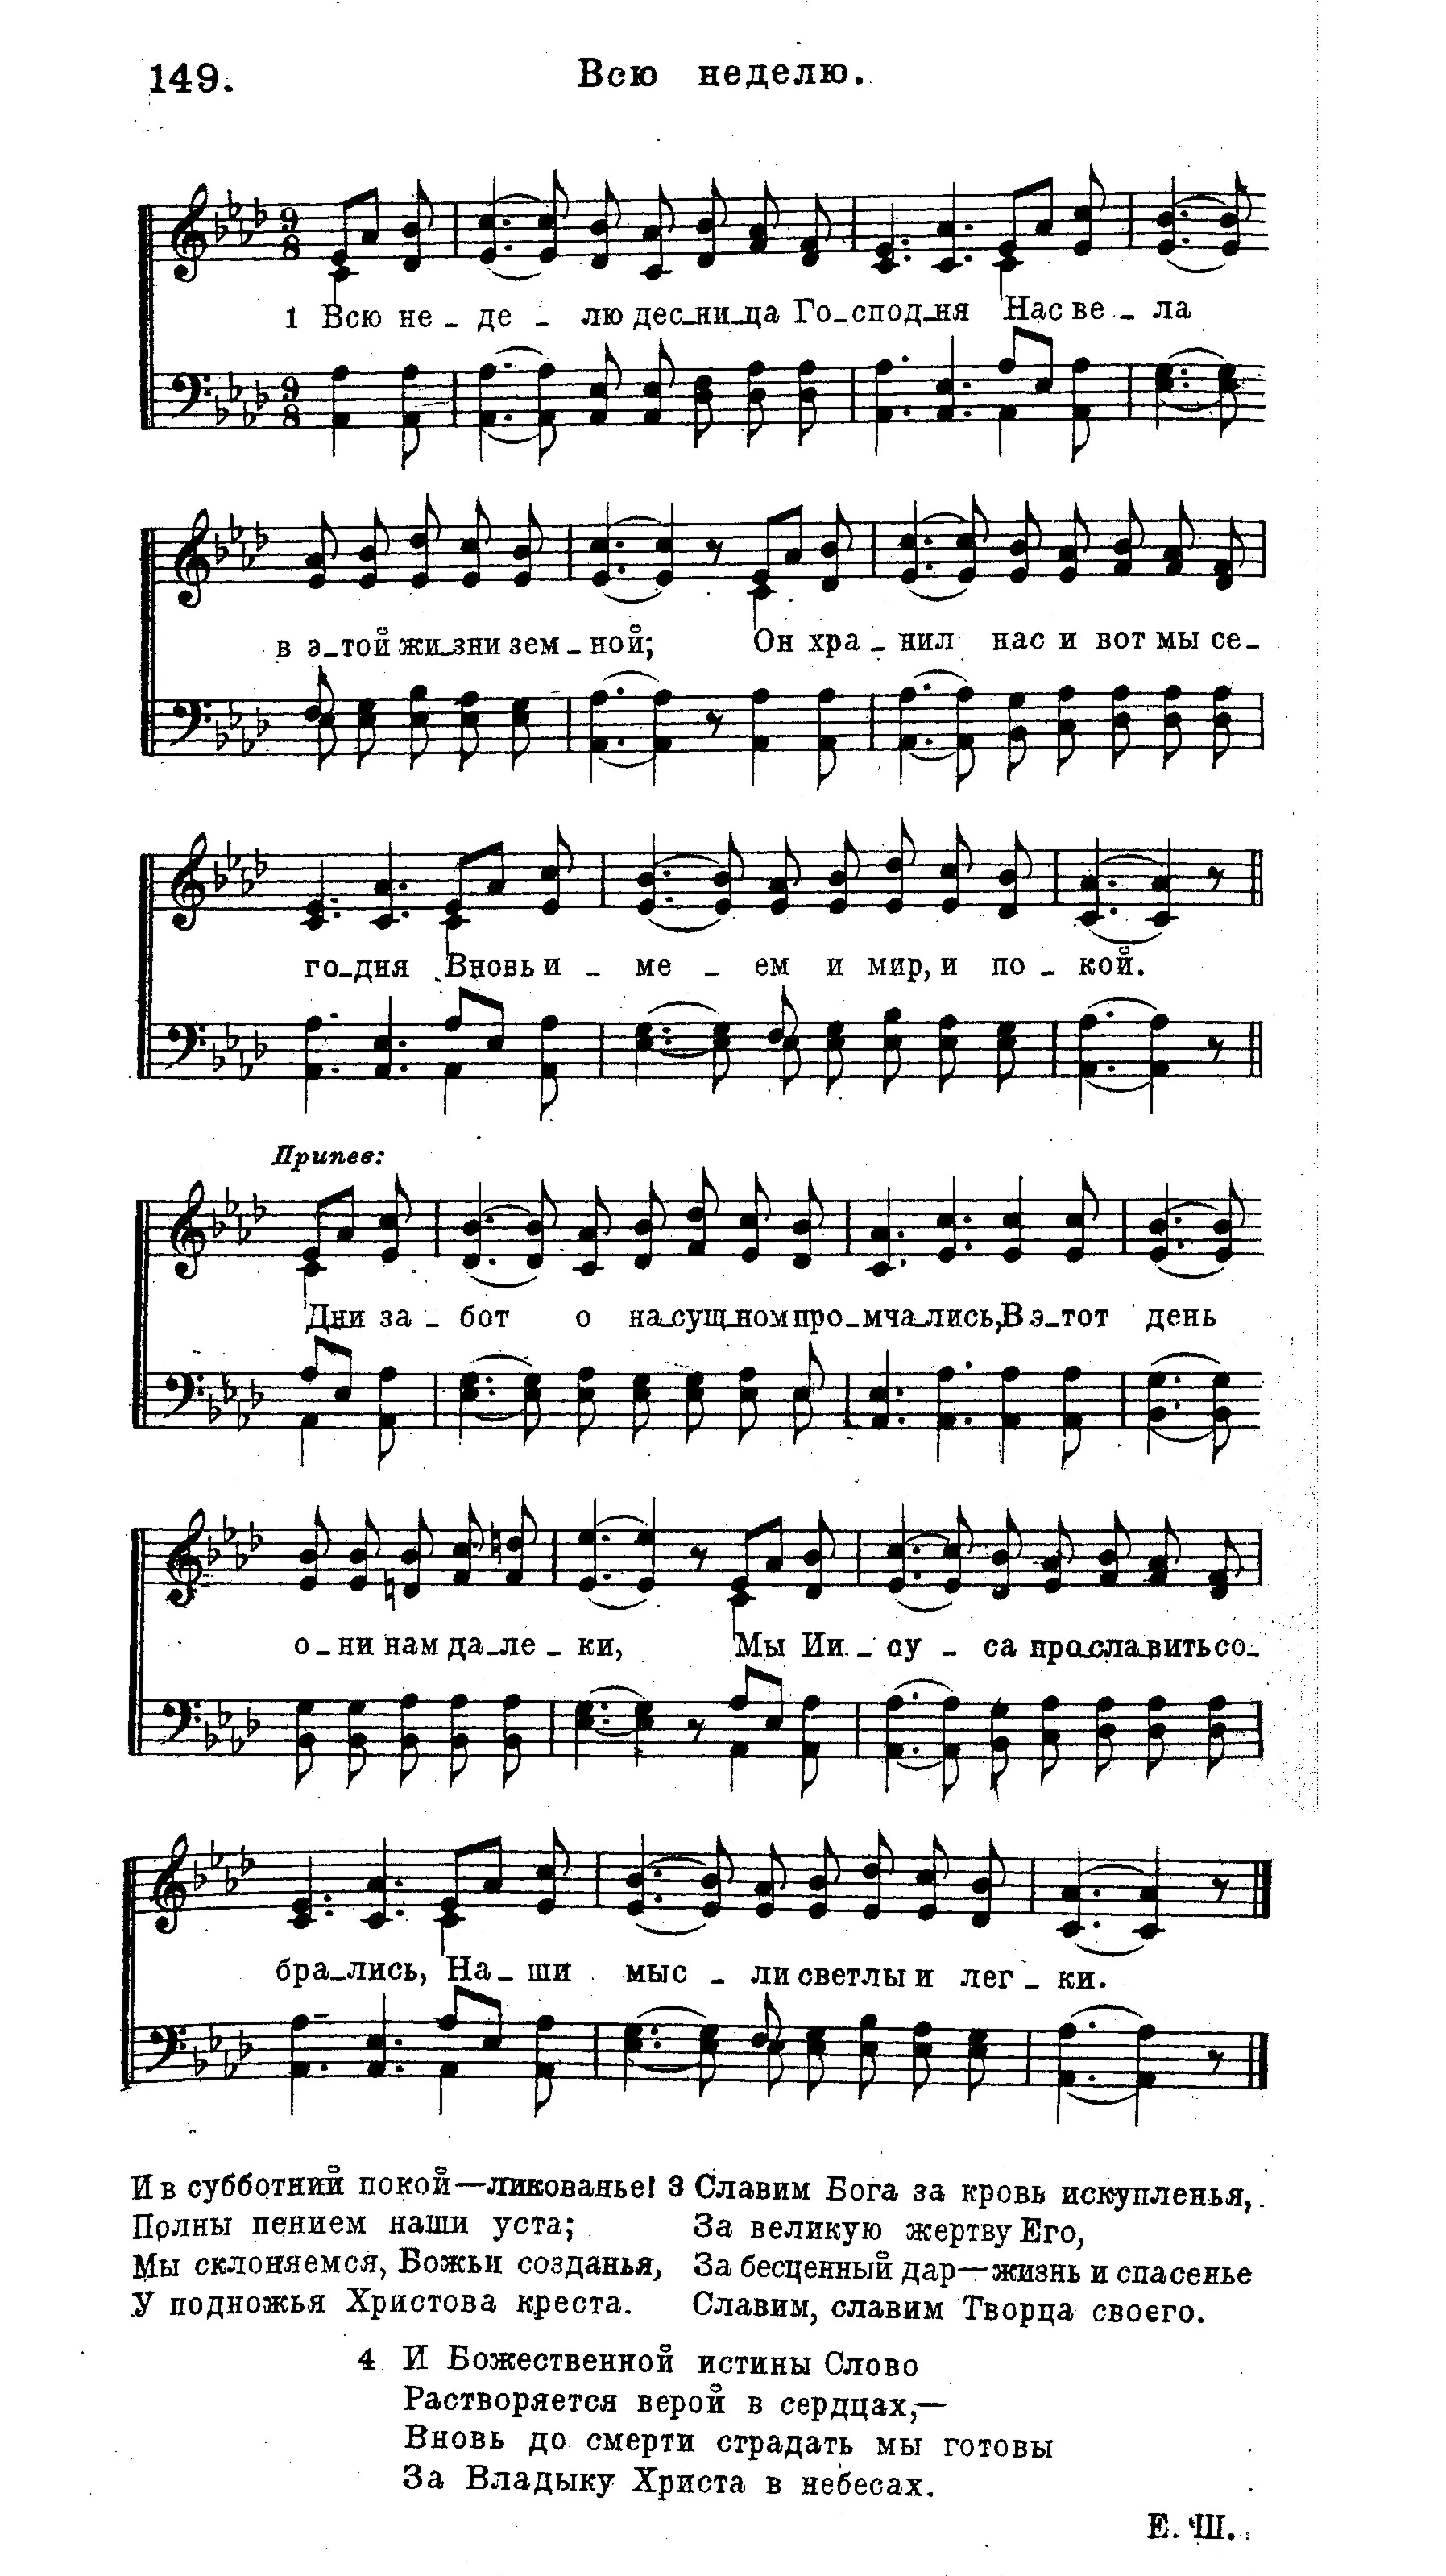 149.
Всю неделю.
1 Всю не - де - лю дес-ни-ца Го-спод-ня Нас ве - ла
в э-той жи-зни зем - ной; Он хра - нил нас и вот мы се-
го-дня Вновь и - ме - ем и мир, и по - кой.
Припев:
Дни за - бот о на-сущ-ном про-мча-лись, В э-тот день
о-ни нам да-ле - ки, Мы Ии - су - са про-сла-вить со-
бра-лись, На - ши мыс - ли светлы и лег - ки.
И в субботний покой—ликованье!
Полны пением наши уста;
Мы склоняемся, Божьи созданья,
У подножья Христова креста.
3 Славим Бога за кровь искупленья,
За великую жертву Его,
За бесценный дар—жизнь и спасенье
Славим, славим Творца своего.
4 И Божественной истины Слово
Растворяется верой в сердцах,—
Вновь до смерти страдать мы готовы
За Владыку Христа в небесах.
Е. Ш.